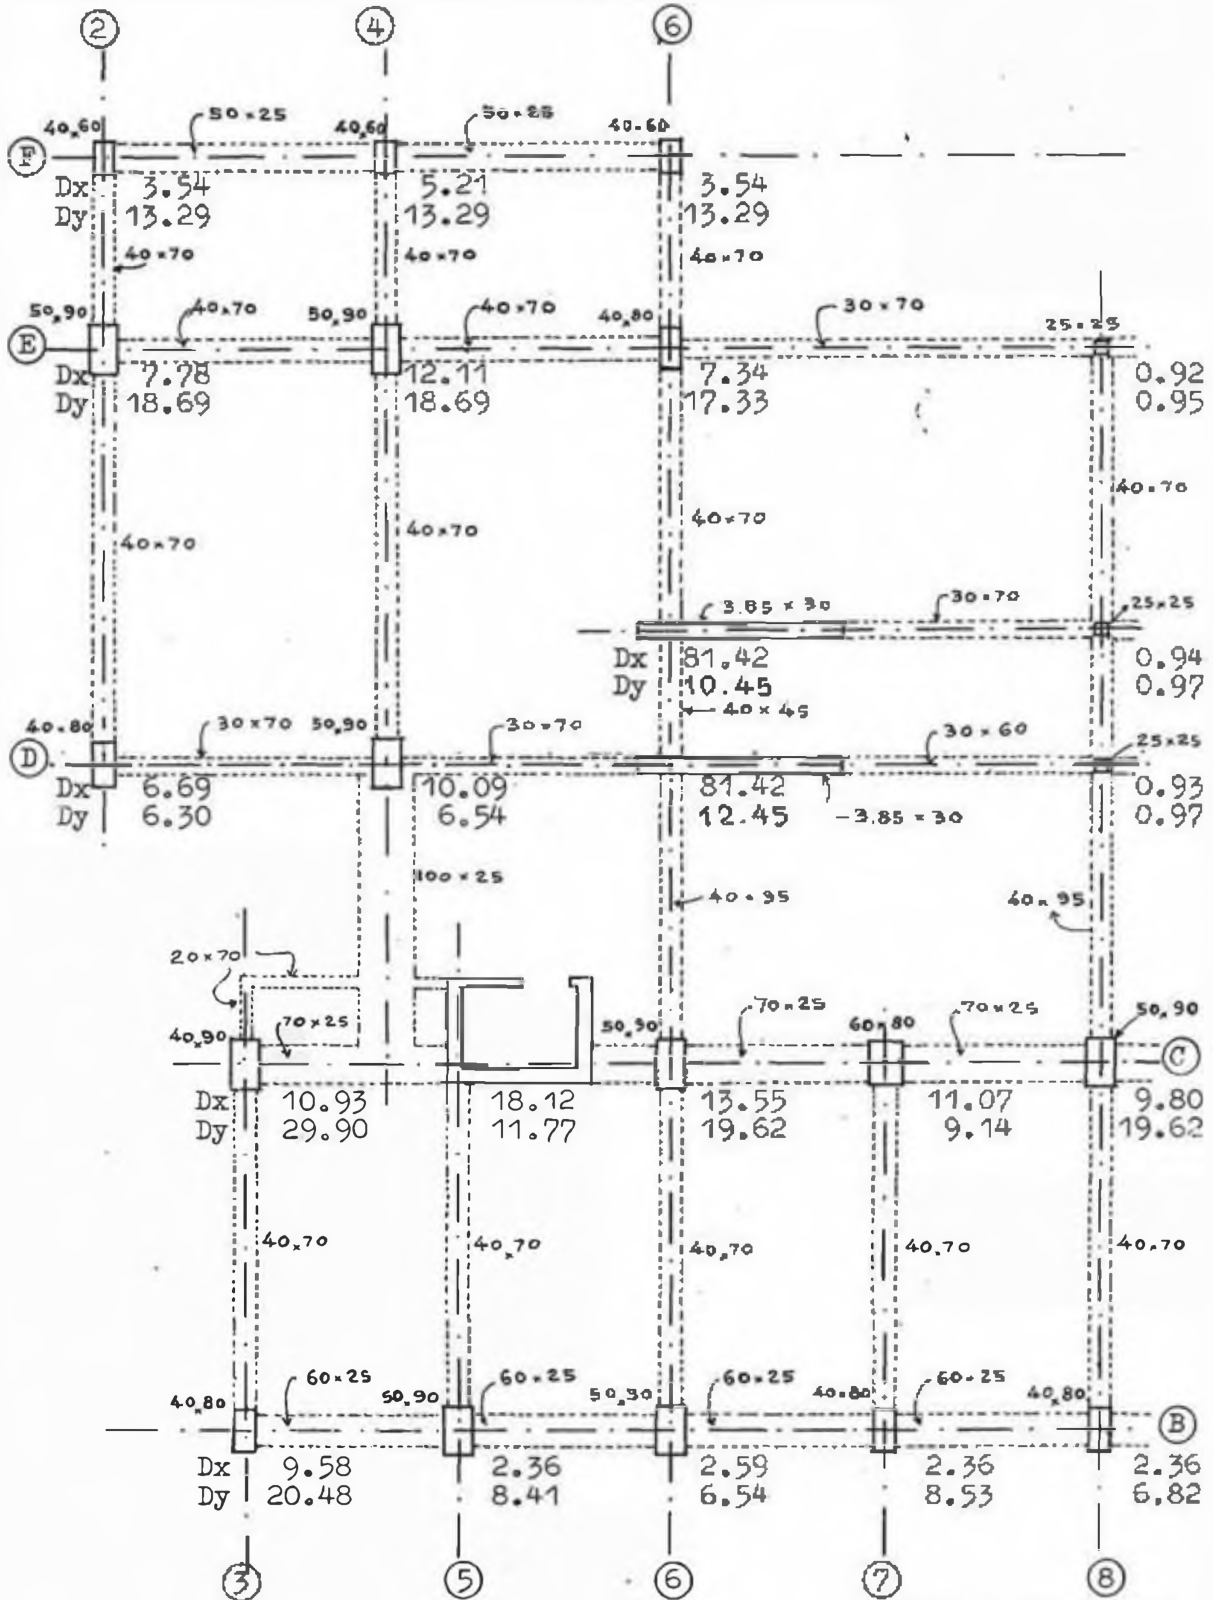 2 4 6
40×60 50×25 40×60 50×25 40·60
F
Dx 3.54 5.21 3.54
Dy 13.29 13.29 13.29
40×70 40×70 40×70
50×90 40×70 50×90 40×70 40×80 30×70 25×25
E
Dx 7.78 12.11 7.34 0.92
Dy 18.69 18.69 17.33 0.95
40×70
40×70 40×70 40×70
3.85 × 30 30×70 25×25
Dx 81.42 0.94
Dy 10.45 0.97
40 × 45
40·80 30×70 50×90 30×70 30×60 25×25
D
Dx 6.69 10.09 81.42 0.93
Dy 6.30 6.54 12.45 3.85 × 30 0.97
100×25 40×95 40×95
20×70
40×90 70×25 50×90 70×25 60×80 70×25 50×90
C
Dx 10.93 18.12 13.55 11.07 9.80
Dy 29.90 11.77 19.62 9.14 19.62
40×70 40×70 40×70 40×70 40×70
40×80 60×25 50×90 60×25 50×30 60×25 40×80 60×25 40×80
B
Dx 9.58 2.36 2.59 2.36 2.36
Dy 20.48 8.41 6.54 8.53 6.82
3 5 6 7 8